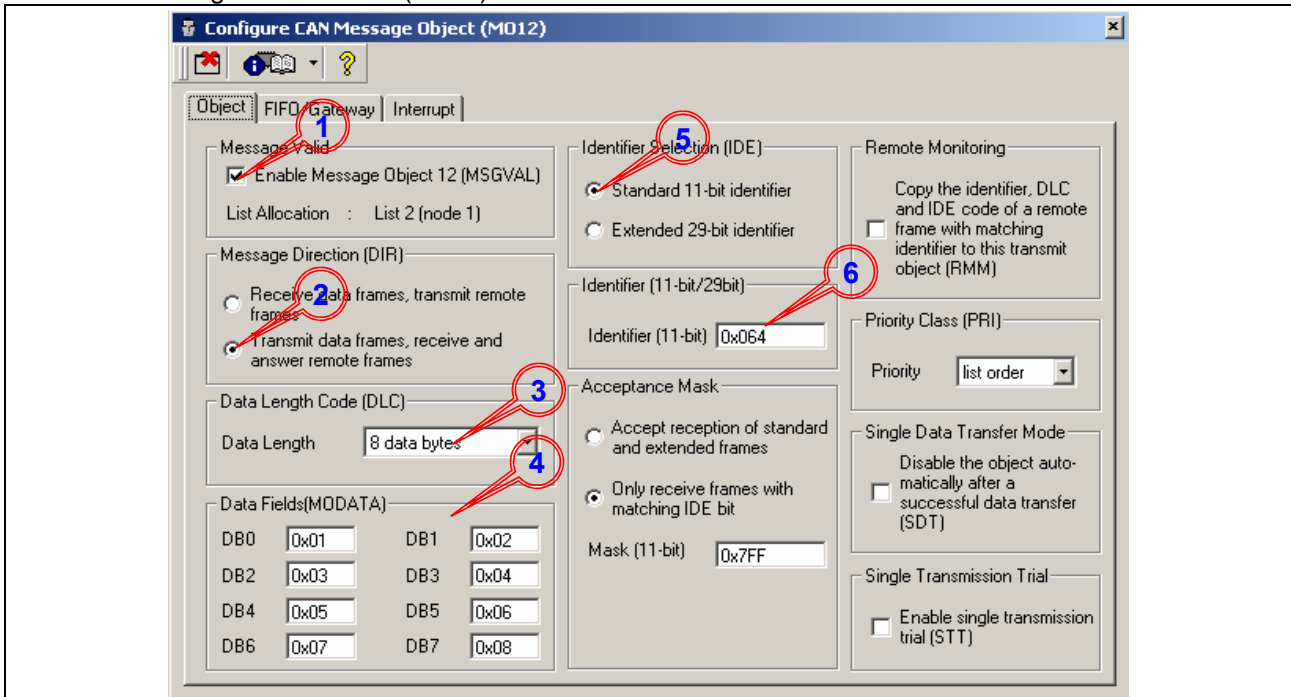 Configure CAN Message Object (MO12)
Object
FIFO/Gateway
Interrupt
1
Message Valid
Enable Message Object 12 (MSGVAL)
List Allocation : List 2 (node 1)
Message Direction (DIR)
2
Receive data frames, transmit remote
frames
Transmit data frames, receive and
answer remote frames
Data Length Code (DLC)
3
Data Length 8 data bytes
4
Data Fields(MODATA)
DB0 0x01 DB1 0x02
DB2 0x03 DB3 0x04
DB4 0x05 DB5 0x06
DB6 0x07 DB7 0x08
5
Identifier Selection (IDE)
Standard 11-bit identifier
Extended 29-bit identifier
6
Identifier (11-bit/29bit)
Identifier (11-bit) 0x064
Acceptance Mask
Accept reception of standard
and extended frames
Only receive frames with
matching IDE bit
Mask (11-bit) 0x7FF
Remote Monitoring
Copy the identifier, DLC
and IDE code of a remote
frame with matching
identifier to this transmit
object (RMM)
Priority Class (PRI)
Priority list order
Single Data Transfer Mode
Disable the object auto-
matically after a
successful data transfer
(SDT)
Single Transmission Trial
Enable single transmission
trial (STT)